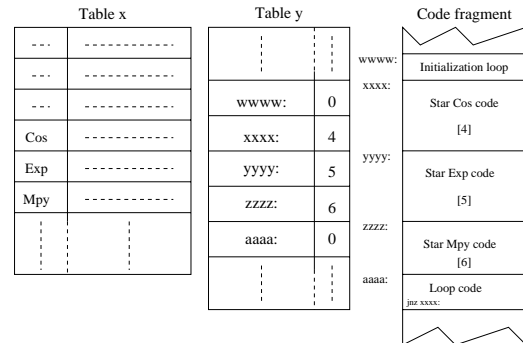 Table x
Cos
Exp
Mpy
Table y
wwww: 0
xxxx: 4
yyyy: 5
zzzz: 6
aaaa: 0
Code fragment
wwww:
Initialization loop
xxxx:
Star Cos code
[4]
yyyy:
Star Exp code
[5]
zzzz:
Star Mpy code
[6]
aaaa:
Loop code
jnz xxxx: